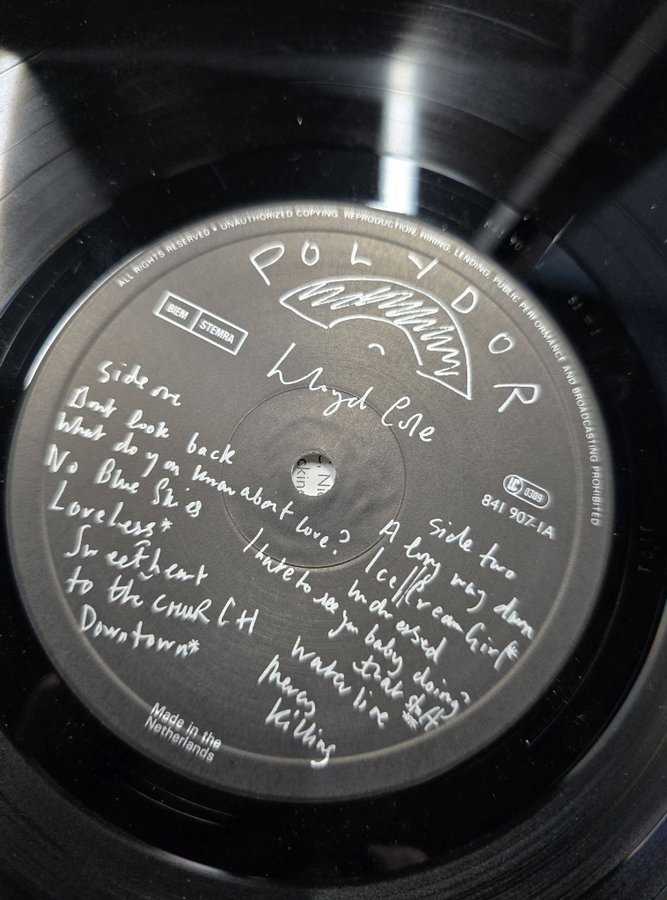 ALL RIGHTS RESERVED • UNAUTHORIZED COPYING, REPRODUCTION, HIRING, LENDING, PUBLIC PERFORMANCE AND BROADCASTING PROHIBITED
POLYDOR
BIEM STEMRA
Lloyd Cole
Side one
Don't look back
What do you know about love?
No Blue Skies
Loveless*
Sweetheart
to the CHURCH
Downtown*
LC 0309
841 907-1A
Side two
A long way down
Ice Cream Girl*
Undressed
I hate to see you baby doing
that stuff
Waterline
Mercy
Killing
Made in the
Netherlands